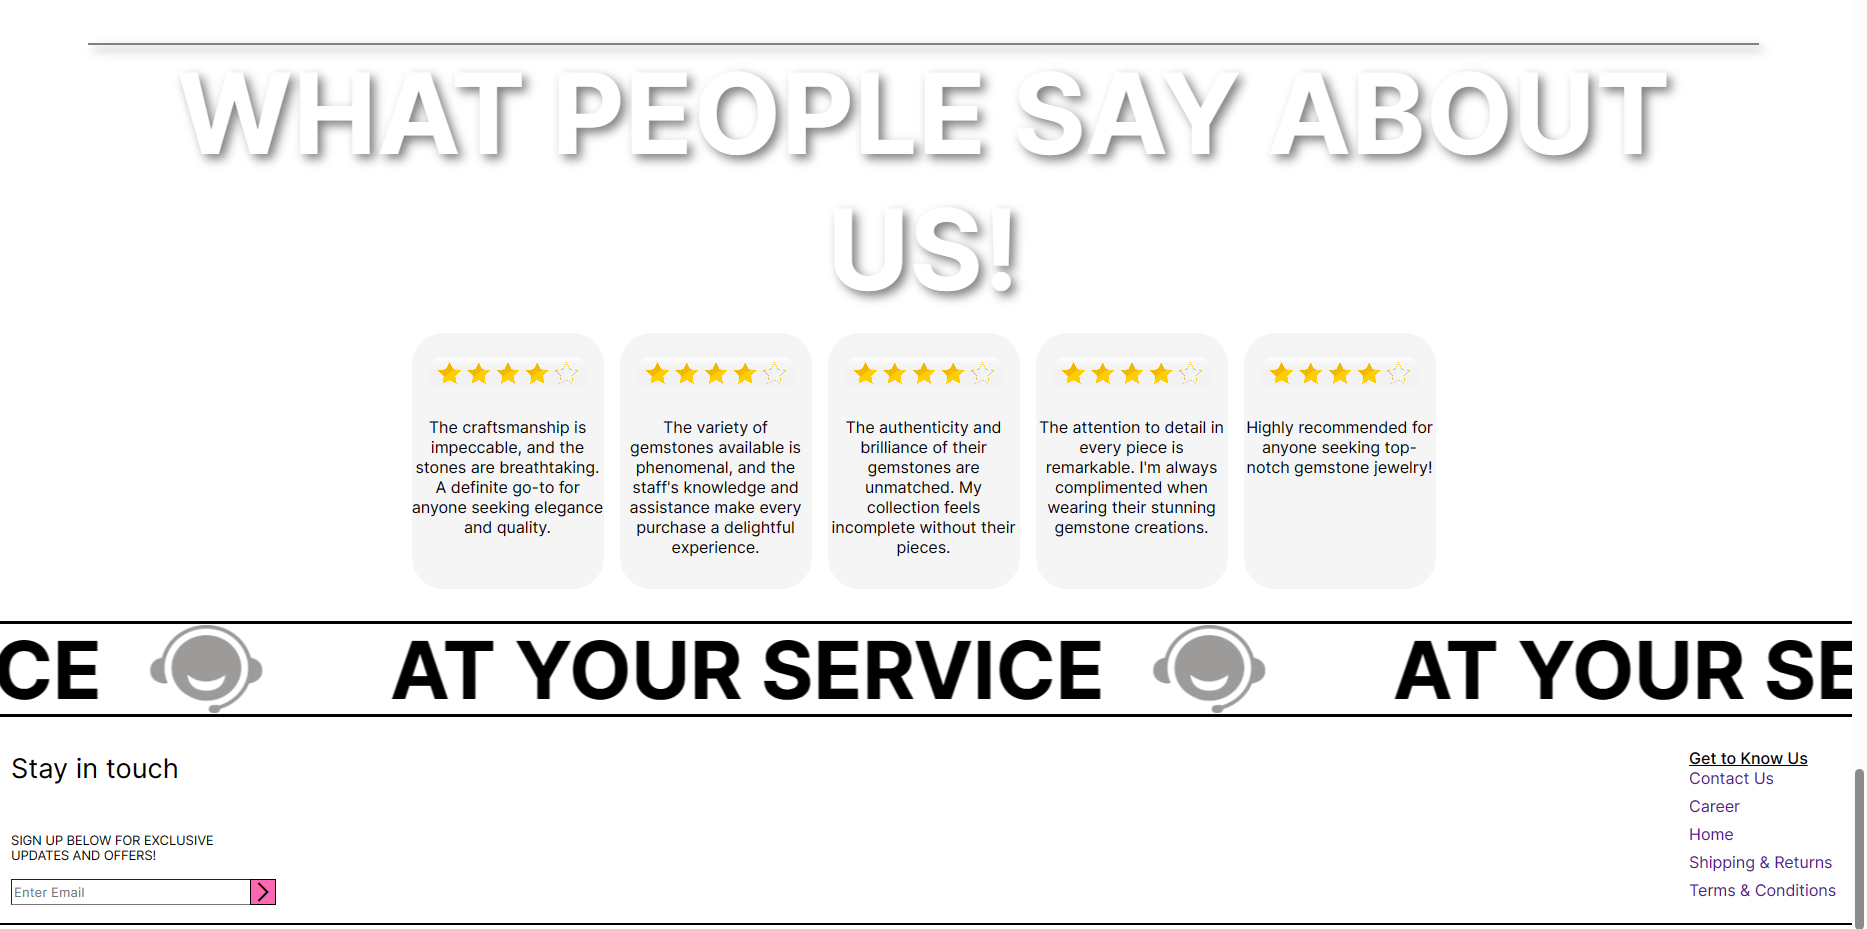 WHAT PEOPLE SAY ABOUT
US!
The craftsmanship is
impeccable, and the
stones are breathtaking.
A definite go-to for
anyone seeking elegance
and quality.
The variety of
gemstones available is
phenomenal, and the
staff's knowledge and
assistance make every
purchase a delightful
experience.
The authenticity and
brilliance of their
gemstones are
unmatched. My
collection feels
incomplete without their
pieces.
The attention to detail in
every piece is
remarkable. I'm always
complimented when
wearing their stunning
gemstone creations.
Highly recommended for
anyone seeking top-
notch gemstone jewelry!
CE AT YOUR SERVICE AT YOUR SE
Stay in touch
SIGN UP BELOW FOR EXCLUSIVE
UPDATES AND OFFERS!
Enter Email
Get to Know Us
Contact Us
Career
Home
Shipping & Returns
Terms & Conditions